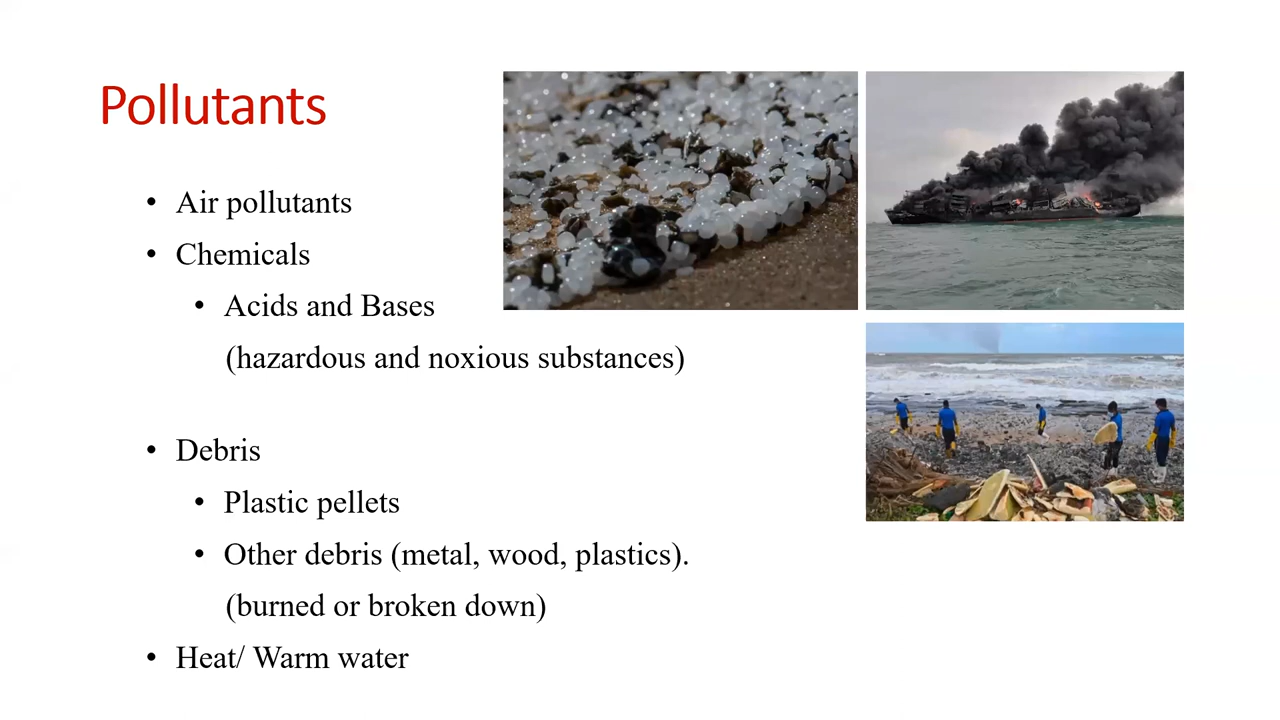 Pollutants
• Air pollutants
• Chemicals
• Acids and Bases
(hazardous and noxious substances)
• Debris
• Plastic pellets
• Other debris (metal, wood, plastics).
(burned or broken down)
• Heat/ Warm water